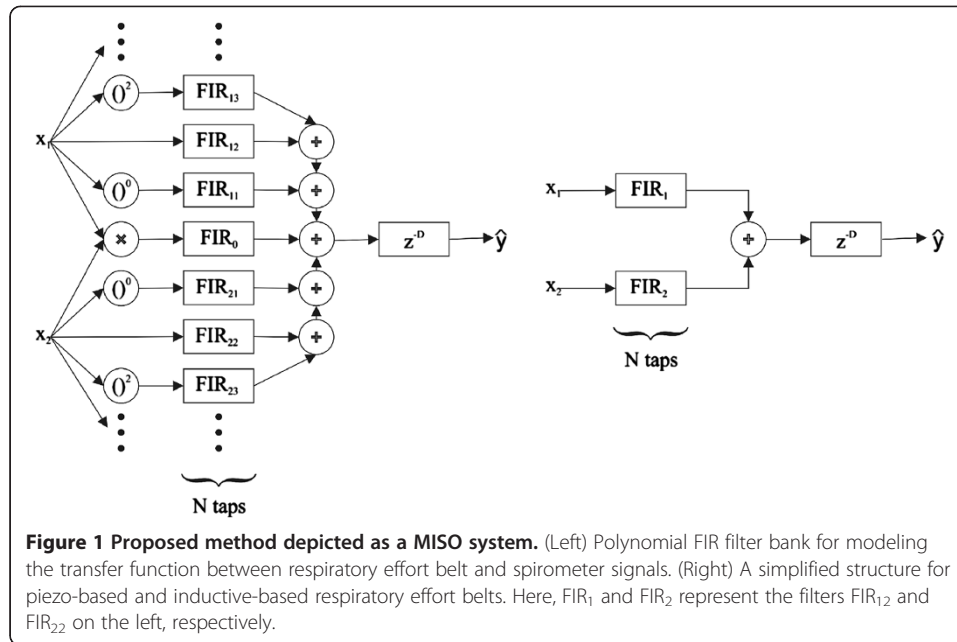 ()² FIR₁₃
x₁ FIR₁₂ +
()⁰ FIR₁₁ +
× FIR₀ + z⁻ᴰ ŷ
()⁰ FIR₂₁ +
x₂ FIR₂₂ +
()² FIR₂₃
N taps
x₁ FIR₁
+ z⁻ᴰ ŷ
x₂ FIR₂
N taps
Figure 1 Proposed method depicted as a MISO system. (Left) Polynomial FIR filter bank for modeling
the transfer function between respiratory effort belt and spirometer signals. (Right) A simplified structure for
piezo-based and inductive-based respiratory effort belts. Here, FIR₁ and FIR₂ represent the filters FIR₁₂ and
FIR₂₂ on the left, respectively.